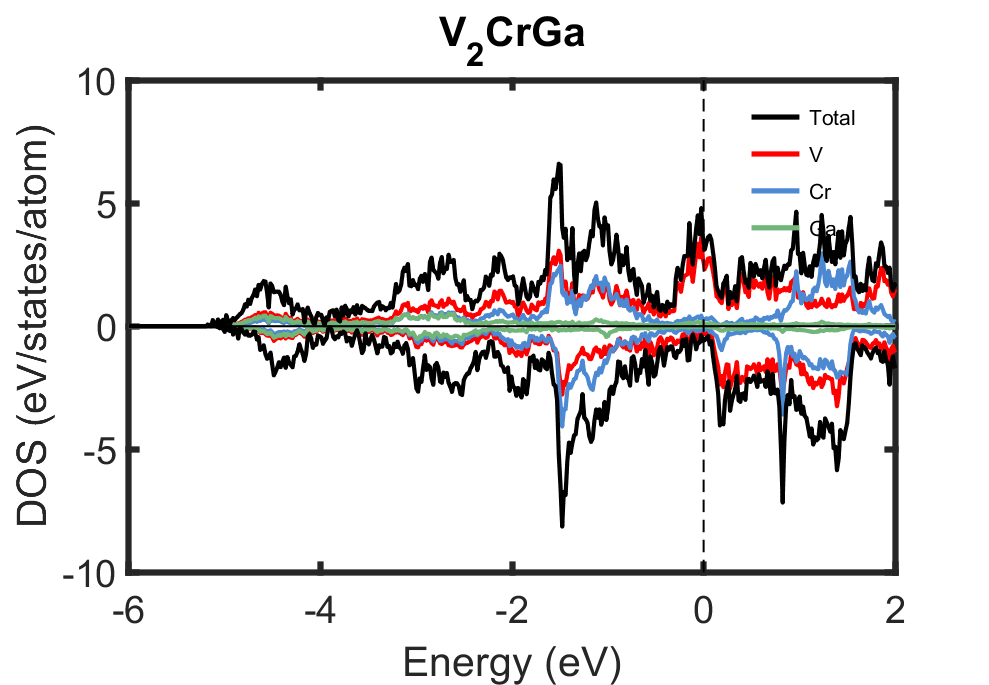 V₂CrGa
10
5
0
-5
-10
DOS (eV/states/atom)
Total
V
Cr
Ga
-6 -4 -2 0 2
Energy (eV)